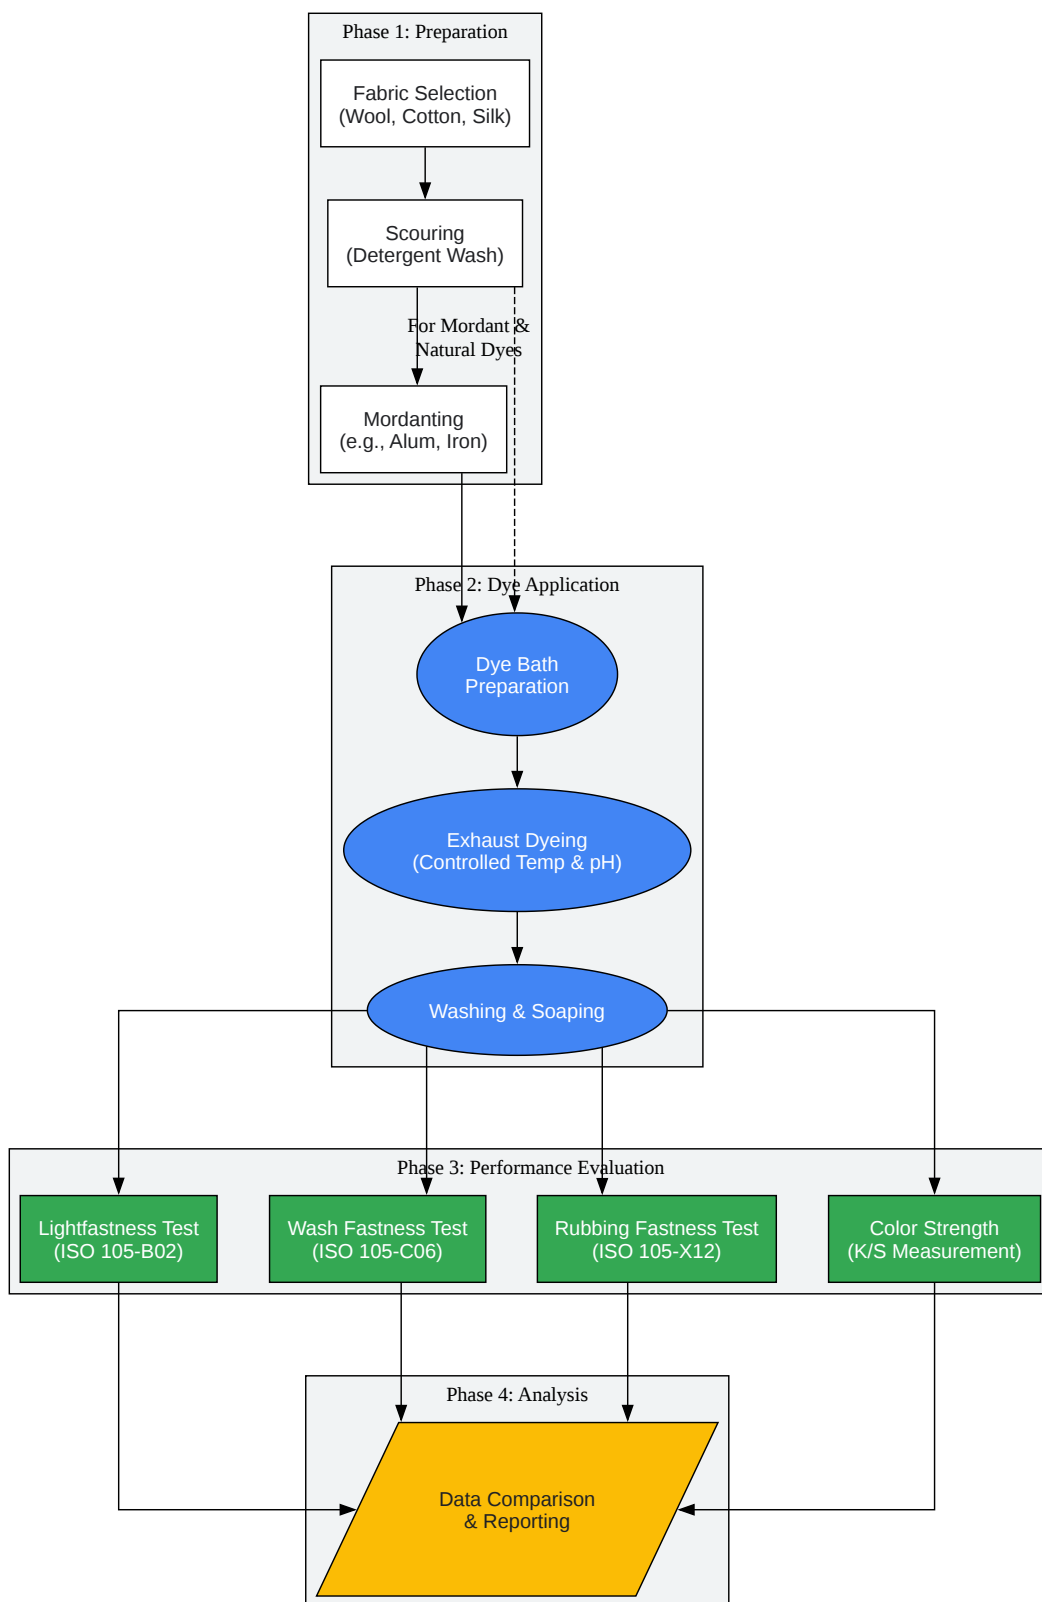 Phase 1: Preparation
Fabric Selection
(Wool, Cotton, Silk)
Scouring
(Detergent Wash)
For Mordant &
Natural Dyes
Mordanting
(e.g., Alum, Iron)
Phase 2: Dye Application
Dye Bath
Preparation
Exhaust Dyeing
(Controlled Temp & pH)
Washing & Soaping
Phase 3: Performance Evaluation
Lightfastness Test
(ISO 105-B02)
Wash Fastness Test
(ISO 105-C06)
Rubbing Fastness Test
(ISO 105-X12)
Color Strength
(K/S Measurement)
Phase 4: Analysis
Data Comparison
& Reporting